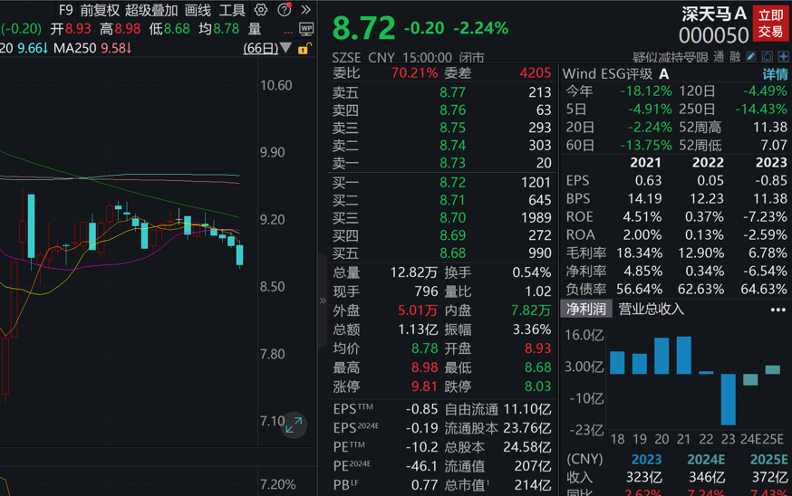 F9 前复权 超级叠加 画线 工具
(-0.20) 开8.93 高8.98 低8.68 均8.78 量 ... WP
20 9.66↓ MA250 9.58↓ (66日)
10.60
9.90
9.20
8.50
7.80
7.10
7.20%
8.72 -0.20 -2.24%
SZSE CNY 15:00:00 闭市
深天马A
000050
立即交易
疑似减持受限 通 融
委比 70.21% 委差 4205
卖五 8.77 213
卖四 8.76 63
卖三 8.75 293
卖二 8.74 303
卖一 8.73 20
买一 8.72 1201
买二 8.71 645
买三 8.70 1989
买四 8.69 272
买五 8.68 990
总量 12.82万 换手 0.54%
现手 796 量比 1.02
外盘 5.01万 内盘 7.82万
总额 1.13亿 振幅 3.36%
均价 8.78 开盘 8.93
最高 8.98 最低 8.68
涨停 9.81 跌停 8.03
EPSTTM -0.85 自由流通 11.10亿
EPS2024E -0.19 流通股本 23.76亿
PETTM -10.2 总股本 24.58亿
PE2024E -46.1 流通值 207亿
PBLF 0.77 总市值1 214亿
Wind ESG评级 A 详情
今年 -18.12% 120日 -4.49%
5日 -4.91% 250日 -14.43%
20日 -2.24% 52周高 11.38
60日 -13.75% 52周低 7.07
2021 2022 2023
EPS 0.63 0.05 -0.85
BPS 14.19 12.23 11.38
ROE 4.51% 0.37% -7.23%
ROA 2.00% 0.13% -2.59%
毛利率 18.34% 12.90% 6.78%
净利率 4.85% 0.34% -6.54%
负债率 56.64% 62.63% 64.63%
净利润 营业总收入
16.0亿
3.00亿
-10亿
-23亿
18 19 20 21 22 23 24E25E
(CNY) 2023 2024E 2025E
收入 323亿 346亿 372亿
同比 2.62% 7.24% 7.43%